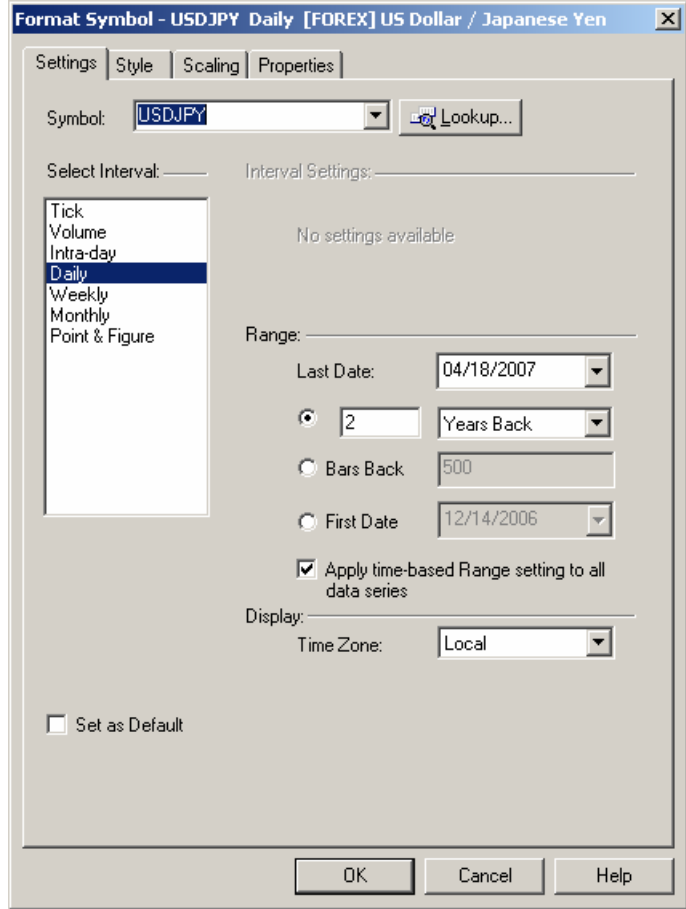 Format Symbol - USDJPY Daily [FOREX] US Dollar / Japanese Yen
Settings Style Scaling Properties
Symbol: USDJPY Lookup...
Select Interval: Interval Settings:
Tick
Volume
No settings available
Intra-day
Daily
Weekly
Monthly
Point & Figure
Range:
Last Date: 04/18/2007
2 Years Back
Bars Back 500
First Date 12/14/2006
Apply time-based Range setting to all
data series
Display:
Time Zone: Local
Set as Default
OK Cancel Help